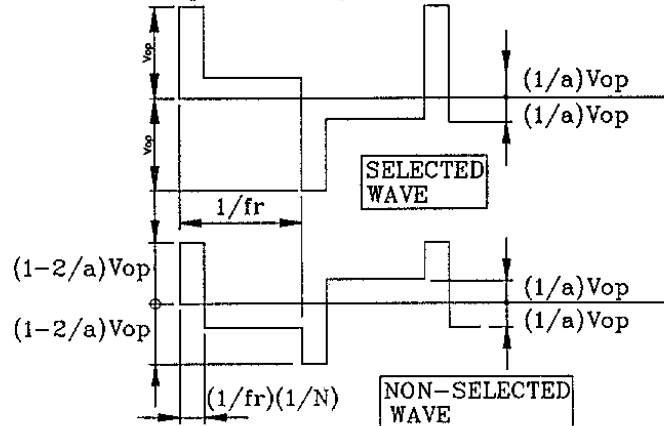 Vop
(1/a)Vop
(1/a)Vop
Vop
SELECTED
WAVE
1/fr
(1-2/a)Vop
(1/a)Vop
(1-2/a)Vop
(1/a)Vop
(1/fr)(1/N)
NON-SELECTED
WAVE